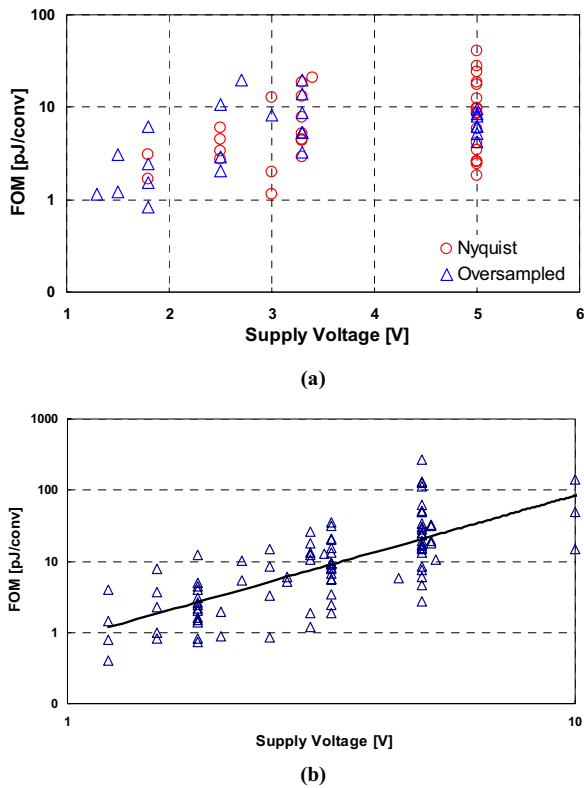 100
10
1
0
FOM [pJ/conv]
Nyquist
Oversampled
1 2 3 4 5 6
Supply Voltage [V]
(a)
1000
100
10
1
0
FOM [pJ/conv]
1 10
Supply Voltage [V]
(b)